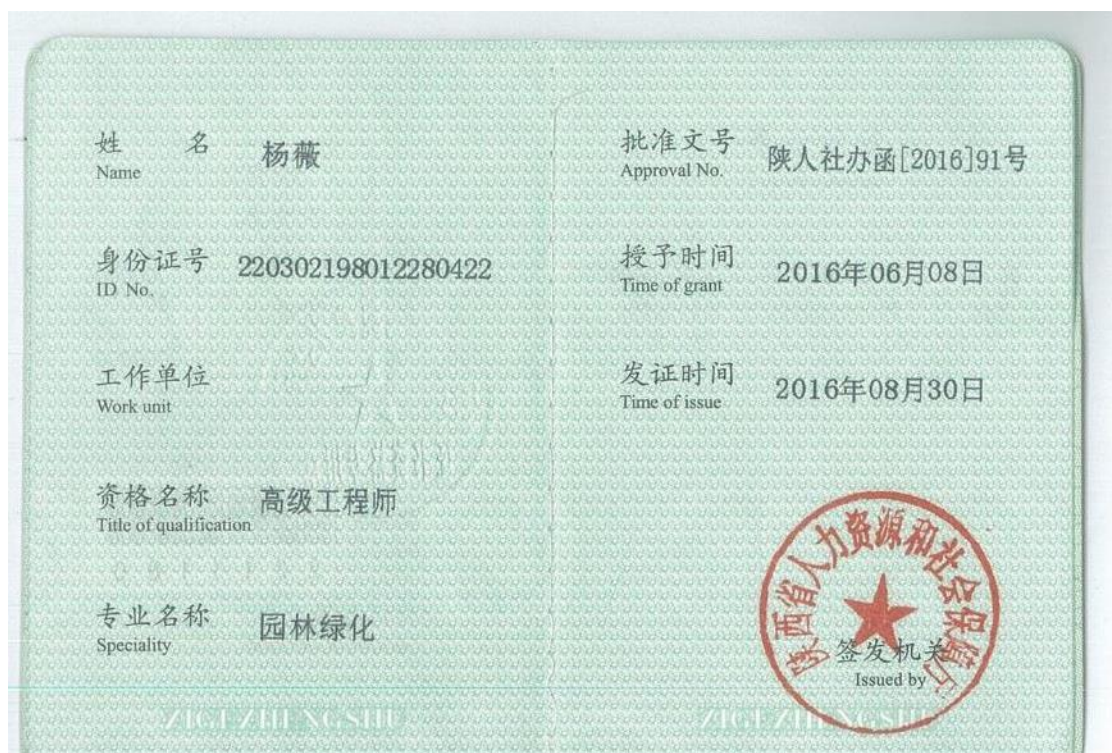 姓 名 杨薇
Name
身份证号 220302198012280422
ID No.
工作单位
Work unit
资格名称 高级工程师
Title of qualification
专业名称 园林绿化
Speciality
ZIGEZHENGSHU
批准文号 陕人社办函[2016]91号
Approval No.
授予时间 2016年06月08日
Time of grant
发证时间 2016年08月30日
Time of issue
陕西省人力资源和社会保障厅
签发机关
Issued by
ZIGEZHENGSHU